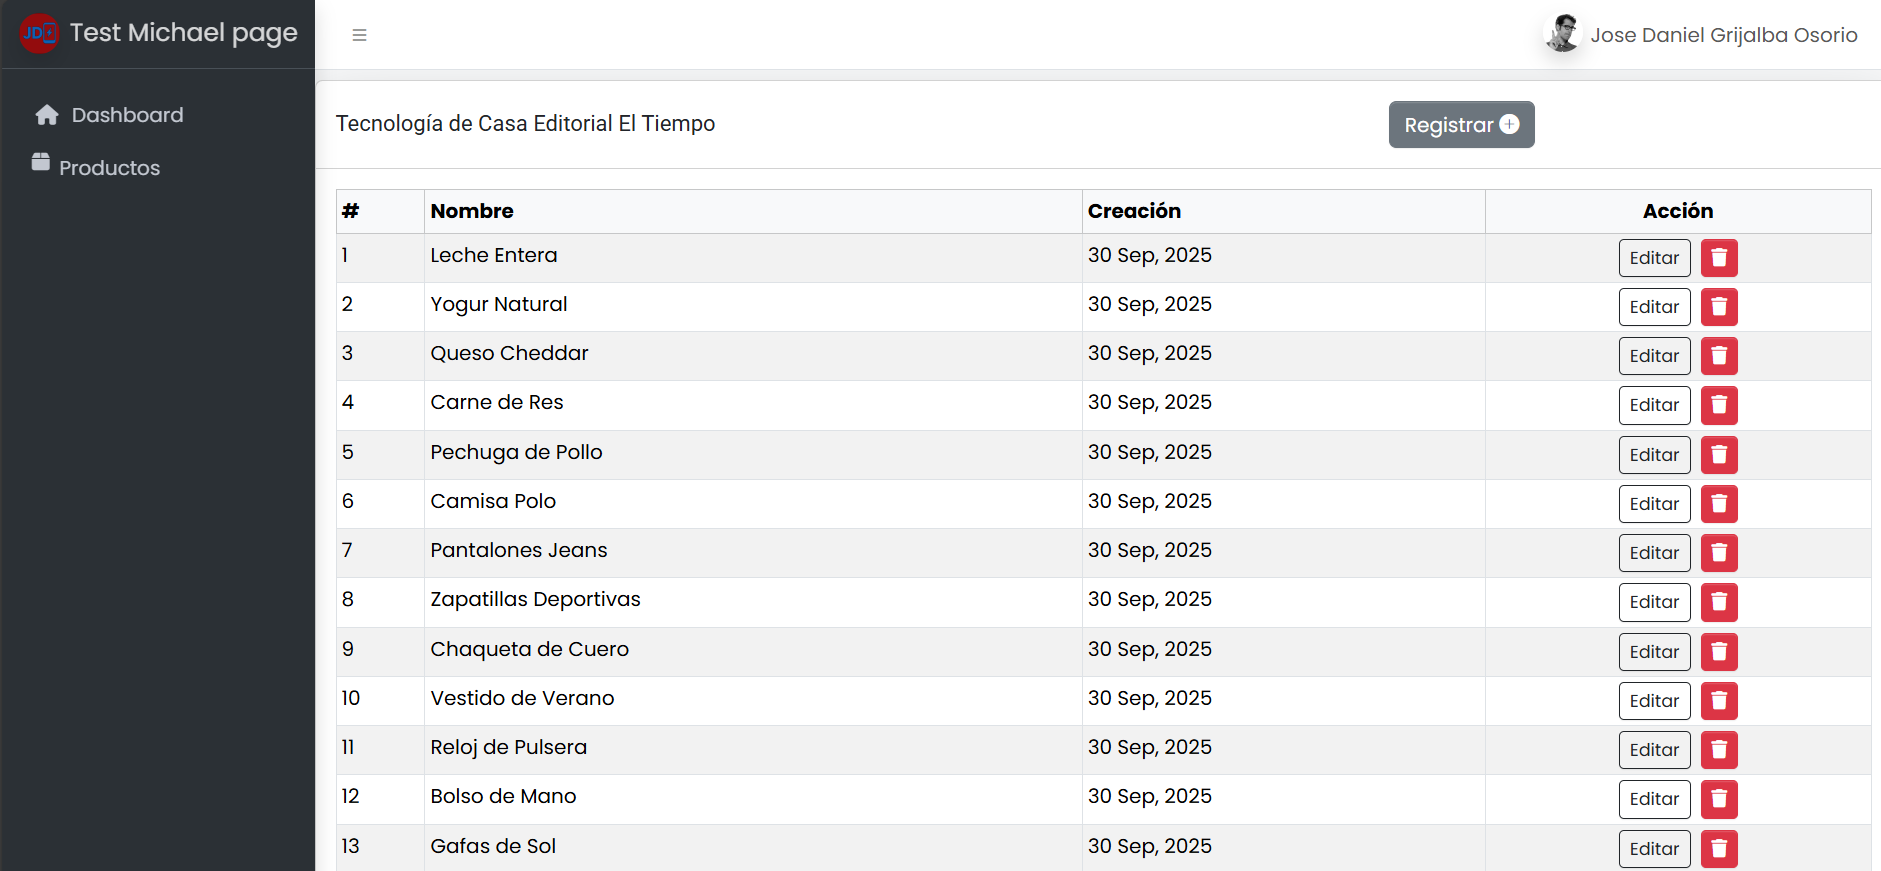 JD Test Michael page
Jose Daniel Grijalba Osorio
Dashboard
Productos
Tecnología de Casa Editorial El Tiempo
Registrar
# Nombre Creación Acción
1 Leche Entera 30 Sep, 2025 Editar
2 Yogur Natural 30 Sep, 2025 Editar
3 Queso Cheddar 30 Sep, 2025 Editar
4 Carne de Res 30 Sep, 2025 Editar
5 Pechuga de Pollo 30 Sep, 2025 Editar
6 Camisa Polo 30 Sep, 2025 Editar
7 Pantalones Jeans 30 Sep, 2025 Editar
8 Zapatillas Deportivas 30 Sep, 2025 Editar
9 Chaqueta de Cuero 30 Sep, 2025 Editar
10 Vestido de Verano 30 Sep, 2025 Editar
11 Reloj de Pulsera 30 Sep, 2025 Editar
12 Bolso de Mano 30 Sep, 2025 Editar
13 Gafas de Sol 30 Sep, 2025 Editar